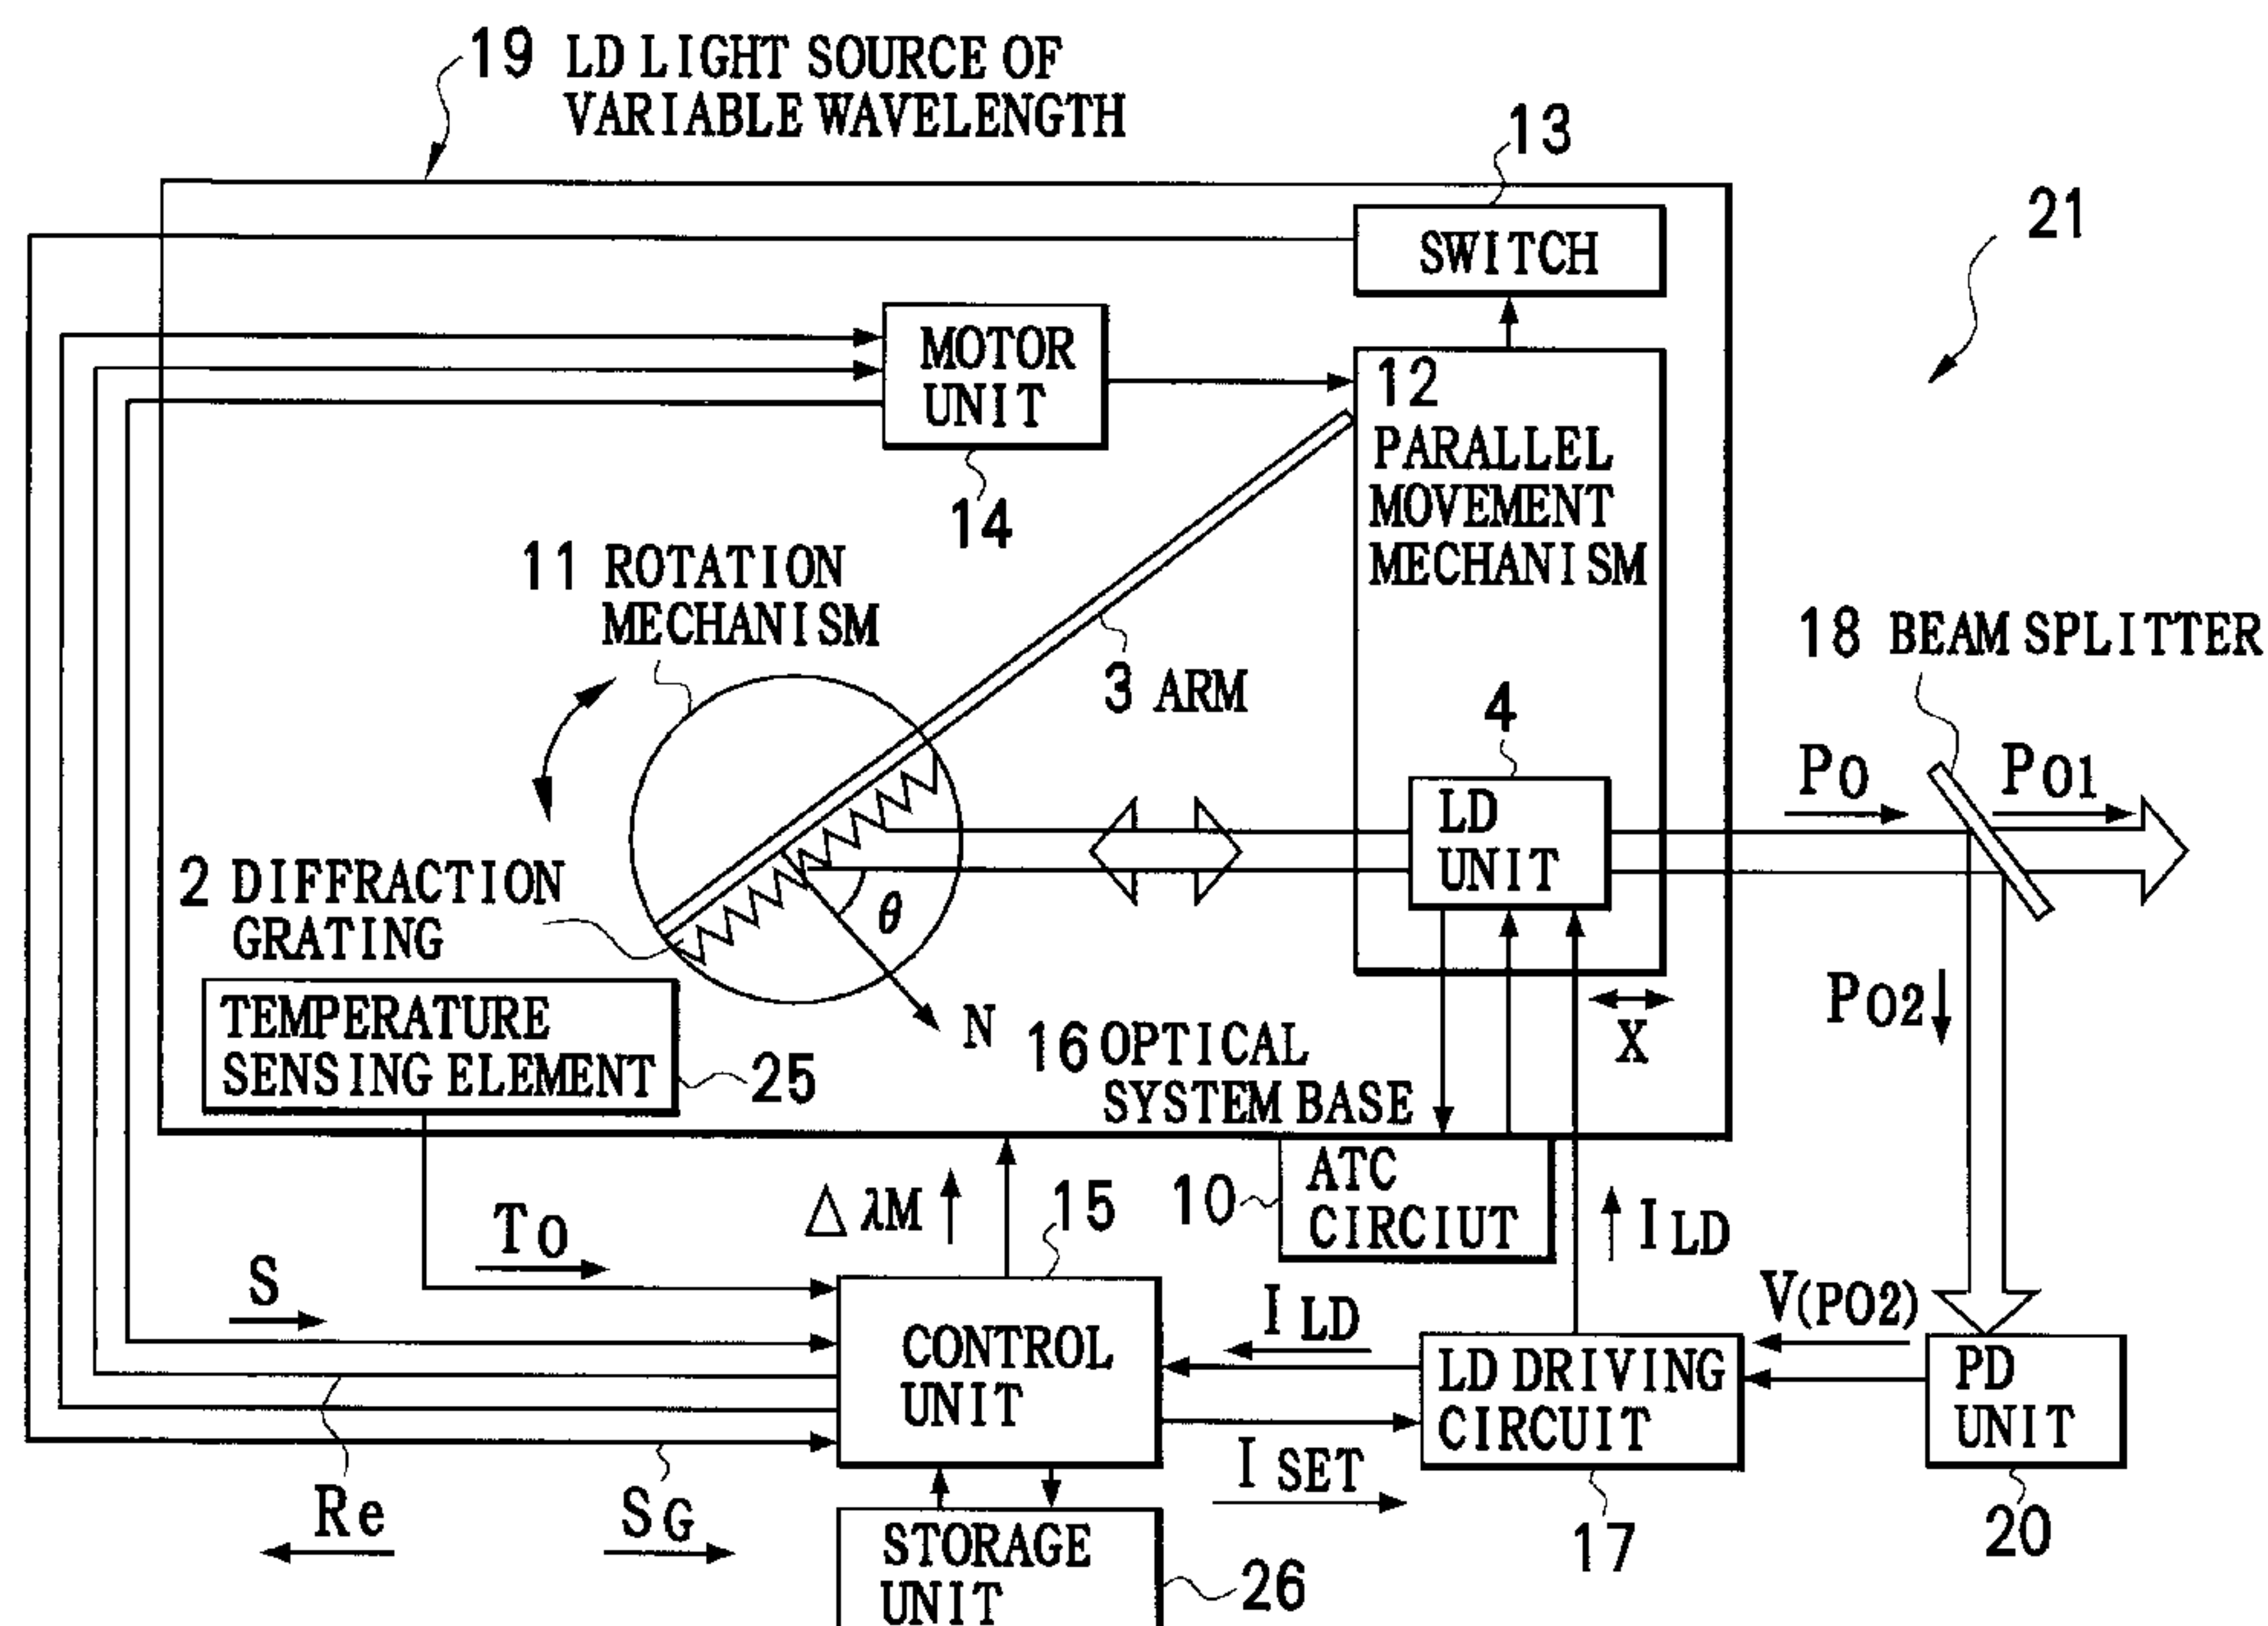 19 LD LIGHT SOURCE OF
VARIABLE WAVELENGTH
13
SWITCH
21
MOTOR
UNIT
14
12
PARALLEL
MOVEMENT
MECHANISM
11 ROTATION
MECHANISM
3 ARM
18 BEAM SPLITTER
4
LD
UNIT
PO
PO1
2 DIFFRACTION
GRATING
θ
N
PO2
X
TEMPERATURE
SENSING ELEMENT
25
16 OPTICAL
SYSTEM BASE
10
ATC
CIRCIUT
Δ λM
15
TO
S
ILD
ILD
V(PO2)
CONTROL
UNIT
LD DRIVING
CIRCUIT
PD
UNIT
ISET
Re
SG
17
20
STORAGE
UNIT
26